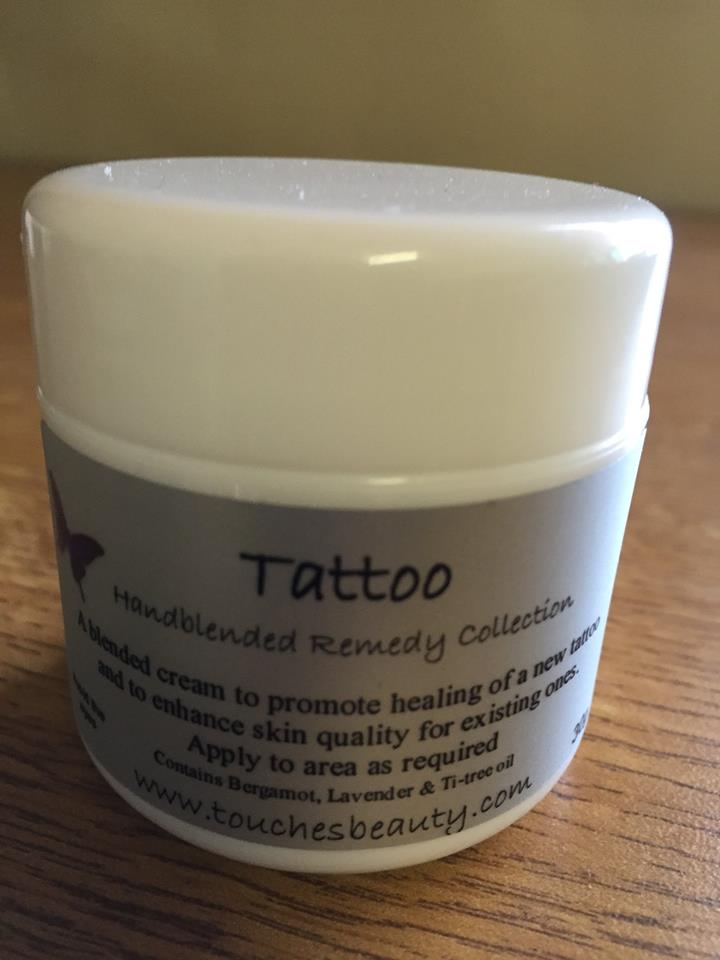 Tattoo
Handblended Remedy Collection
A blended cream to promote healing of a new tattoo
and to enhance skin quality for existing ones.
Apply to area as required
Contains Bergamot, Lavender & Ti-tree oil
www.touchesbeauty.com